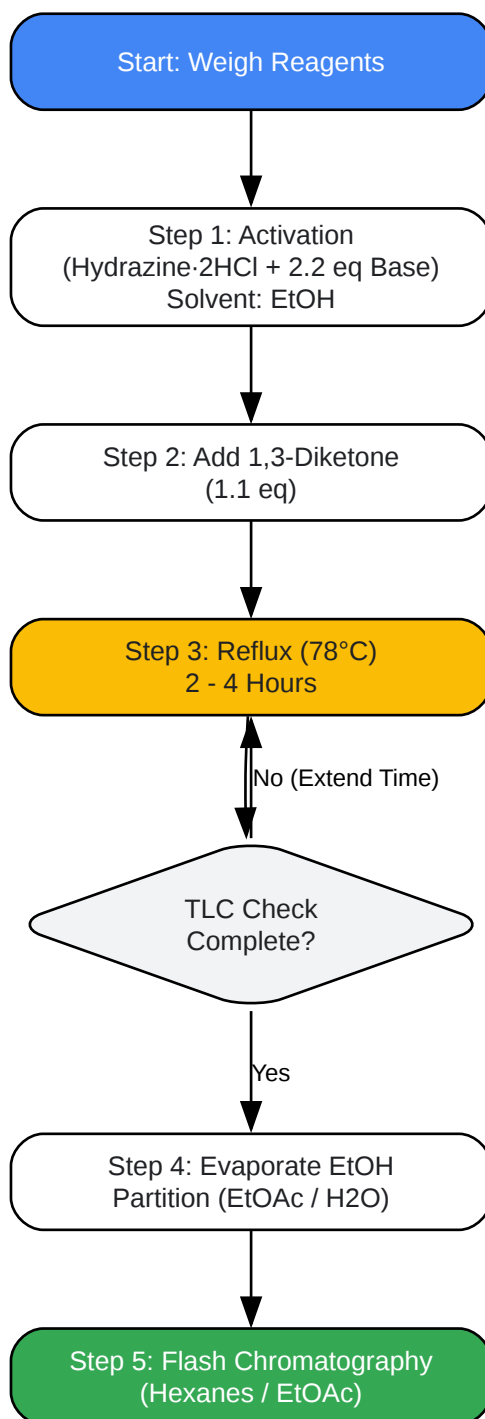 Start: Weigh Reagents
Step 1: Activation
(Hydrazine·2HCl + 2.2 eq Base)
Solvent: EtOH
Step 2: Add 1,3-Diketone
(1.1 eq)
Step 3: Reflux (78°C)
2 - 4 Hours
No (Extend Time)
TLC Check
Complete?
Yes
Step 4: Evaporate EtOH
Partition (EtOAc / H2O)
Step 5: Flash Chromatography
(Hexanes / EtOAc)